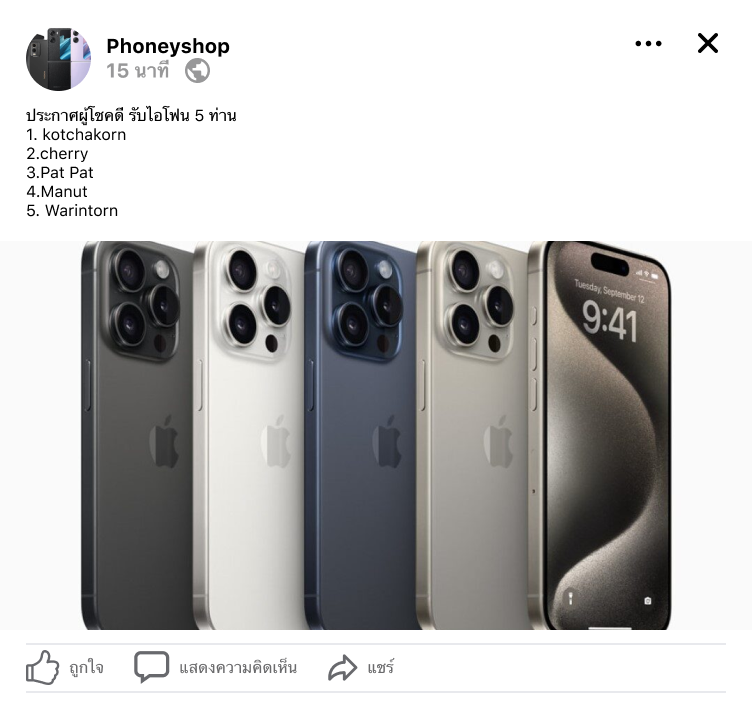 Phoneyshop
15 นาที
ประกาศผู้โชคดี รับไอโฟน 5 ท่าน
1. kotchakorn
2.cherry
3.Pat Pat
4.Manut
5. Warintorn
Tuesday, September 12
9:41
ถูกใจ
แสดงความคิดเห็น
แชร์